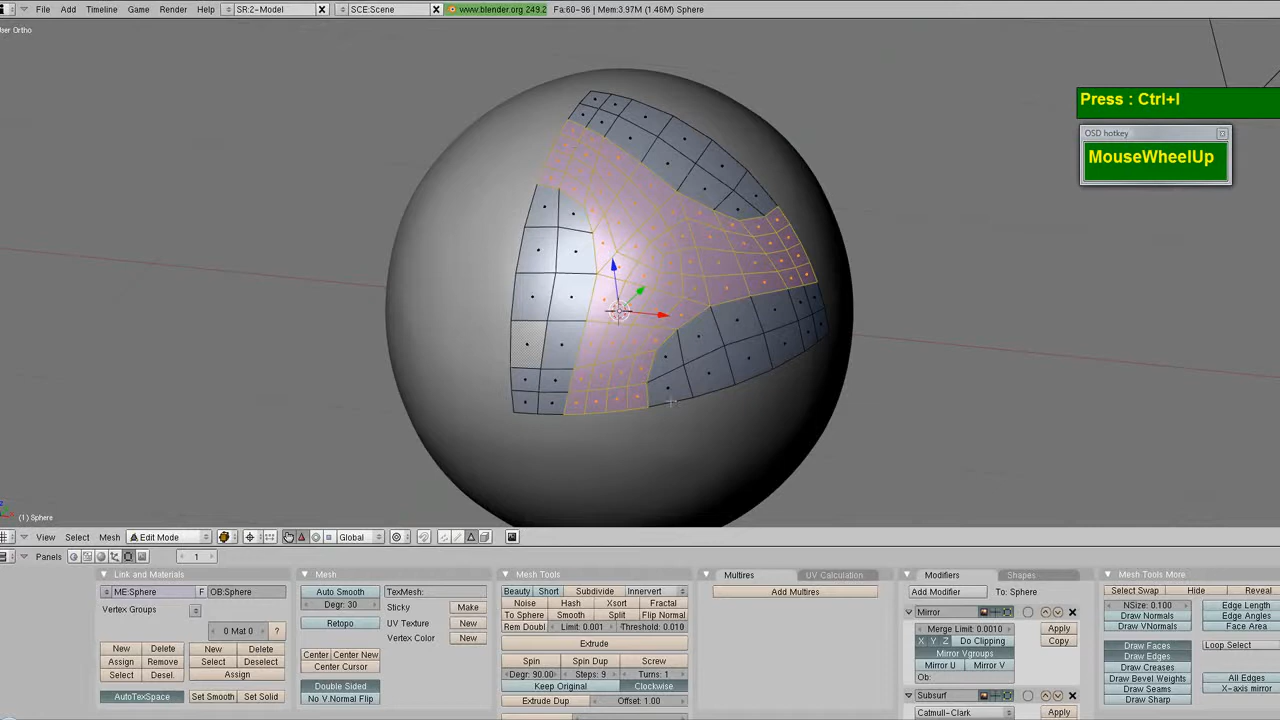 File Add Timeline Game Render Help SR:2-Model SCE:Scene www.blender.org 249.2 Fa:60-96 | Mem:3.97M (1.46M) Sphere
User Ortho
Press : Ctrl+I
OSD hotkey
MouseWheelUp
(1) Sphere
View Select Mesh Edit Mode Global
Panels 1
Link and Materials
ME:Sphere F OB:Sphere
Vertex Groups
0 Mat 0 ?
New Delete New Delete
Assign Remove Select Deselect
Select Desel. Assign
AutoTexSpace Set Smooth Set Solid
Mesh
Auto Smooth TexMesh:
Degr: 30 Sticky Make
Retopo UV Texture New
Vertex Color New
Center Center New
Center Cursor
Double Sided
No V.Normal Flip
Mesh Tools
Beauty Short Subdivide Innervert
Noise Hash Xsort Fractal
To Sphere Smooth Split Flip Normal
Rem Doubl Limit: 0.001 Threshold: 0.010
Extrude
Spin Spin Dup Screw
Degr: 90.00 Steps: 9 Turns: 1
Keep Original Clockwise
Extrude Dup Offset: 1.00
Multires UV Calculation
Add Multires
Modifiers Shapes
Add Modifier To: Sphere
Mirror
Merge Limit: 0.0010 Apply
X Y Z Do Clipping Copy
Mirror Vgroups
Mirror U Mirror V
Ob:
Subsurf
Catmull-Clark Apply
Mesh Tools More
Select Swap Hide Reveal
NSize: 0.100 Edge Length
Draw Normals Edge Angles
Draw VNormals Face Area
Draw Faces Loop Select
Draw Edges
Draw Creases
Draw Bevel Weights All Edges
Draw Seams X-axis mirror
Draw Sharp